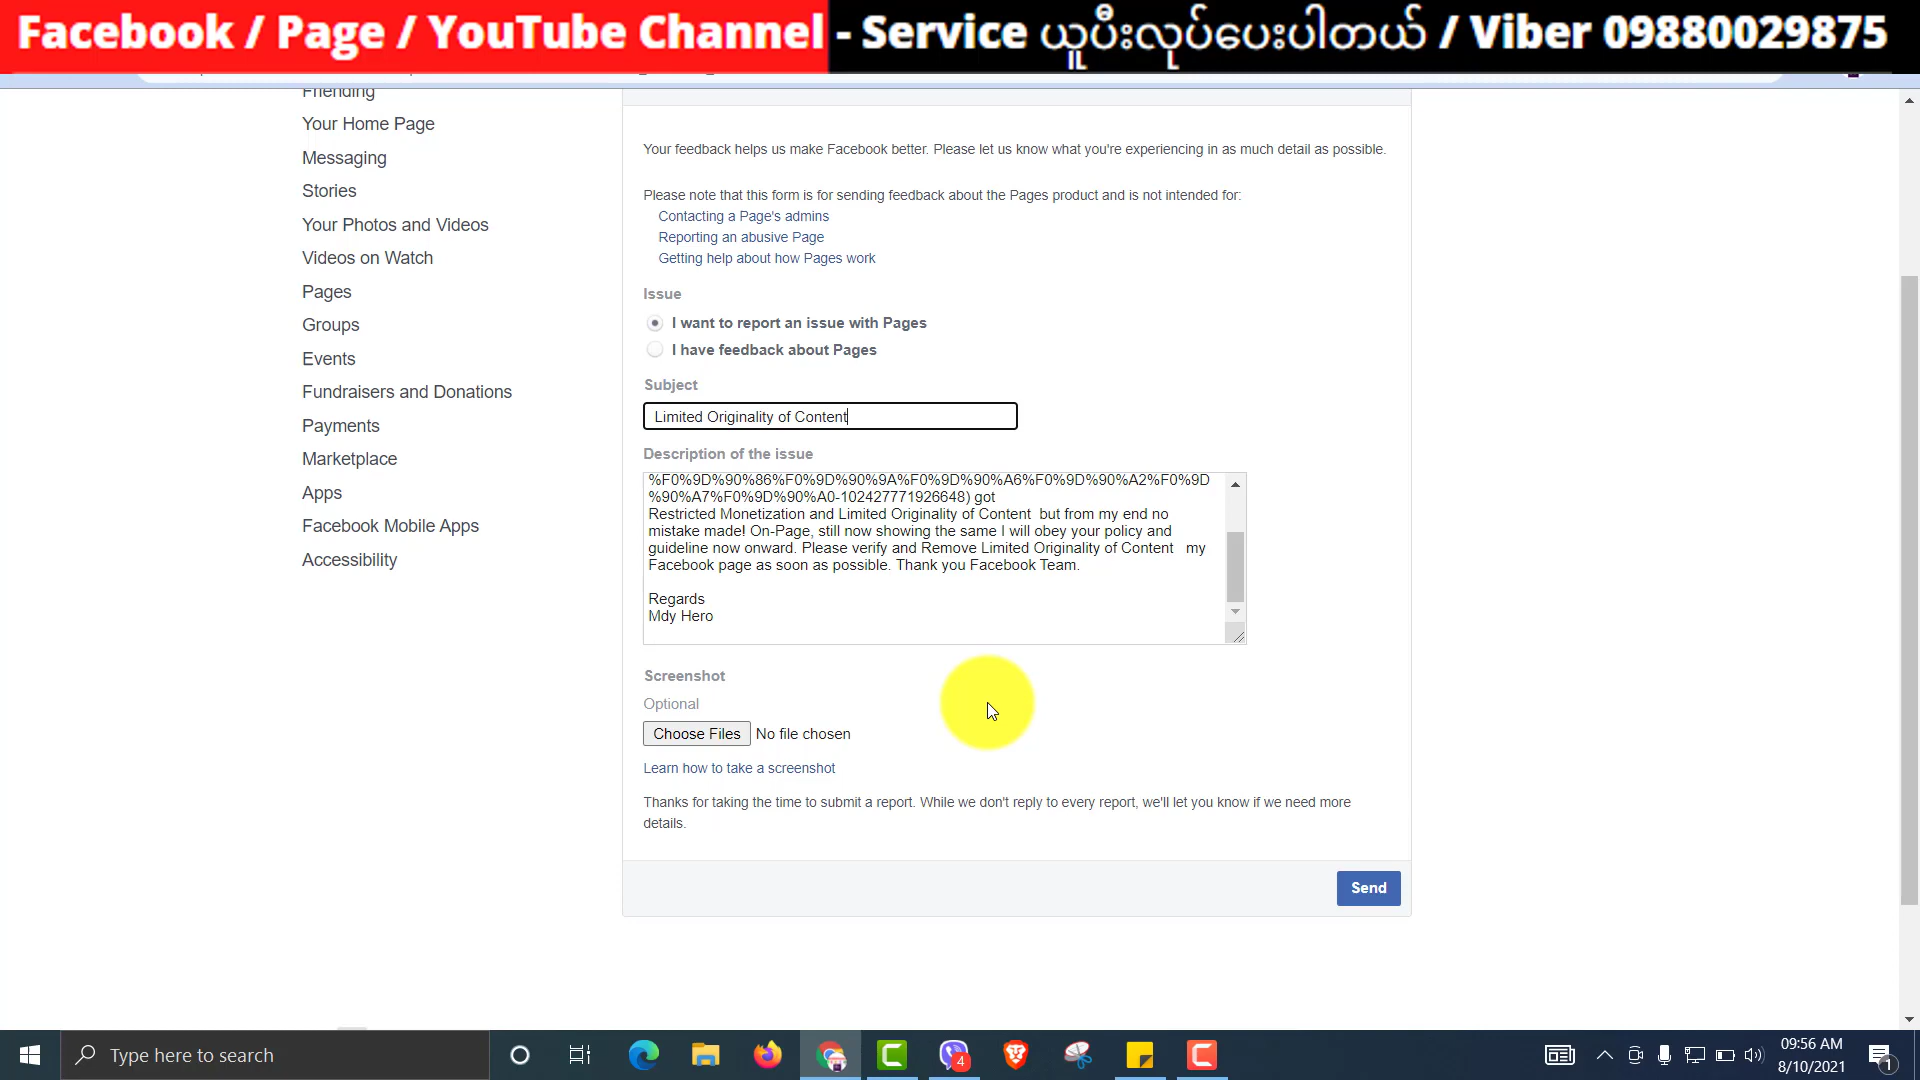 Facebook / Page / YouTube Channel - Service ယူပီးလုပ်ပေးပါတယ် / Viber 09880029875
Friending
Your Home Page
Messaging
Stories
Your Photos and Videos
Videos on Watch
Pages
Groups
Events
Fundraisers and Donations
Payments
Marketplace
Apps
Facebook Mobile Apps
Accessibility
Your feedback helps us make Facebook better. Please let us know what you're experiencing in as much detail as possible.
Please note that this form is for sending feedback about the Pages product and is not intended for:
Contacting a Page's admins
Reporting an abusive Page
Getting help about how Pages work
Issue
I want to report an issue with Pages
I have feedback about Pages
Subject
Limited Originality of Content
Description of the issue
%F0%9D%90%86%F0%9D%90%9A%F0%9D%90%A6%F0%9D%90%A2%F0%9D
%90%A7%F0%9D%90%A0-102427771926648) got
Restricted Monetization and Limited Originality of Content  but from my end no
mistake made! On-Page, still now showing the same I will obey your policy and
guideline now onward. Please verify and Remove Limited Originality of Content   my
Facebook page as soon as possible. Thank you Facebook Team.
Regards
Mdy Hero
Screenshot
Optional
Choose Files No file chosen
Learn how to take a screenshot
Thanks for taking the time to submit a report. While we don't reply to every report, we'll let you know if we need more
details.
Send
Type here to search
4
09:56 AM
8/10/2021
1